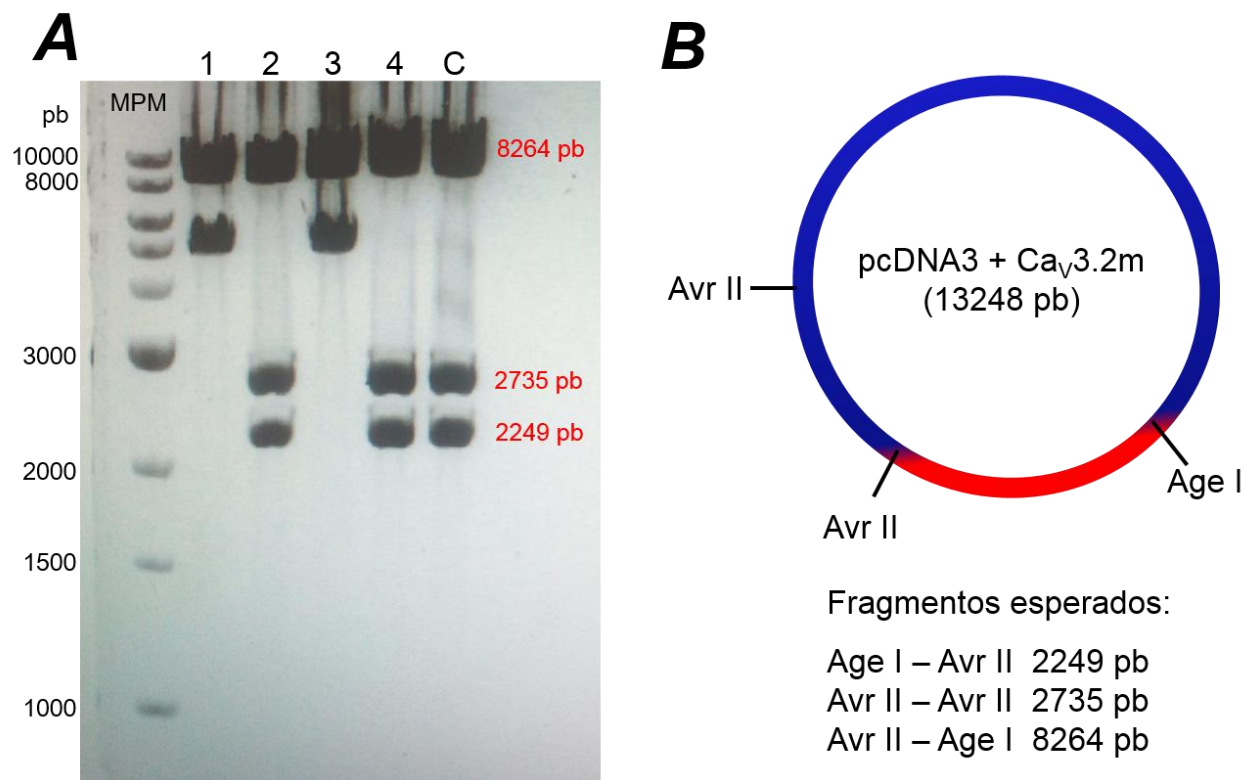 A
1 2 3 4 C
pb
MPM
10000
8000
3000
2000
1500
1000
8264 pb
2735 pb
2249 pb
B
pcDNA3 + CaV3.2m
(13248 pb)
Avr II
Avr II
Age I
Fragmentos esperados:
Age I – Avr II 2249 pb
Avr II – Avr II 2735 pb
Avr II – Age I 8264 pb